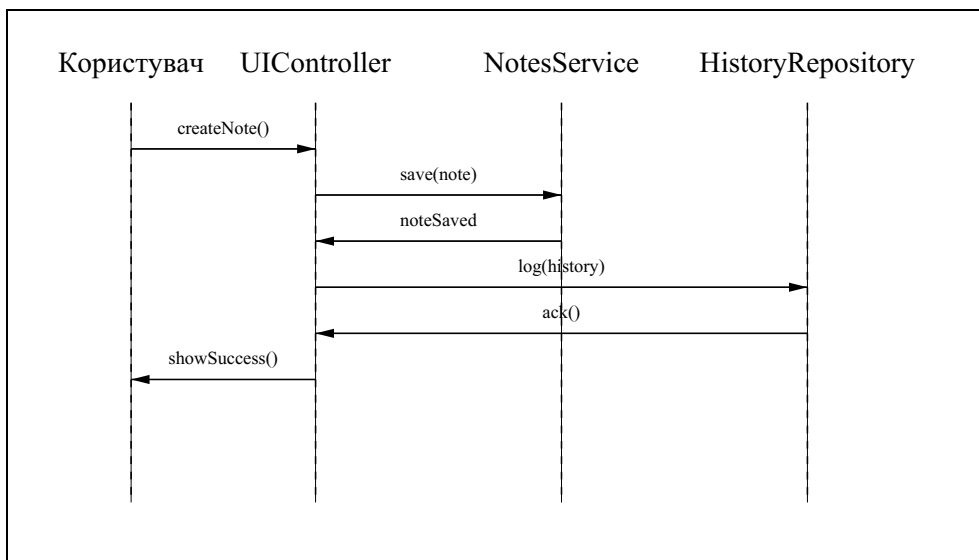 Користувач UIController NotesService HistoryRepository
createNote()
save(note)
noteSaved
log(history)
ack()
showSuccess()